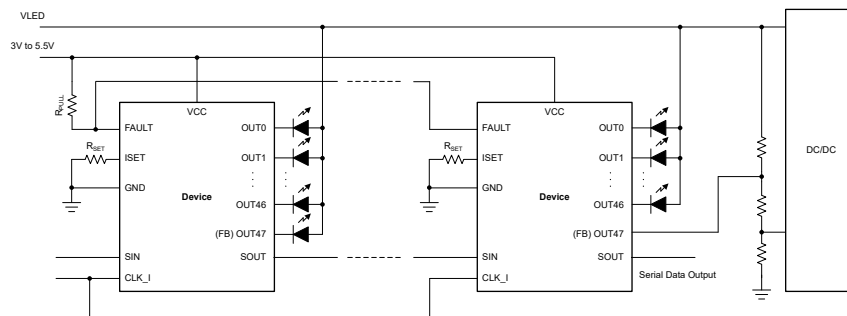 VLED
3V to 5.5V
RPULL
VCC
FAULT
OUT0
RSET
ISET
OUT1
GND
Device
OUT46
(FB) OUT47
SIN
SOUT
CLK_I
VCC
FAULT
OUT0
RSET
ISET
OUT1
GND
Device
OUT46
(FB) OUT47
SIN
SOUT
CLK_I
Serial Data Output
DC/DC